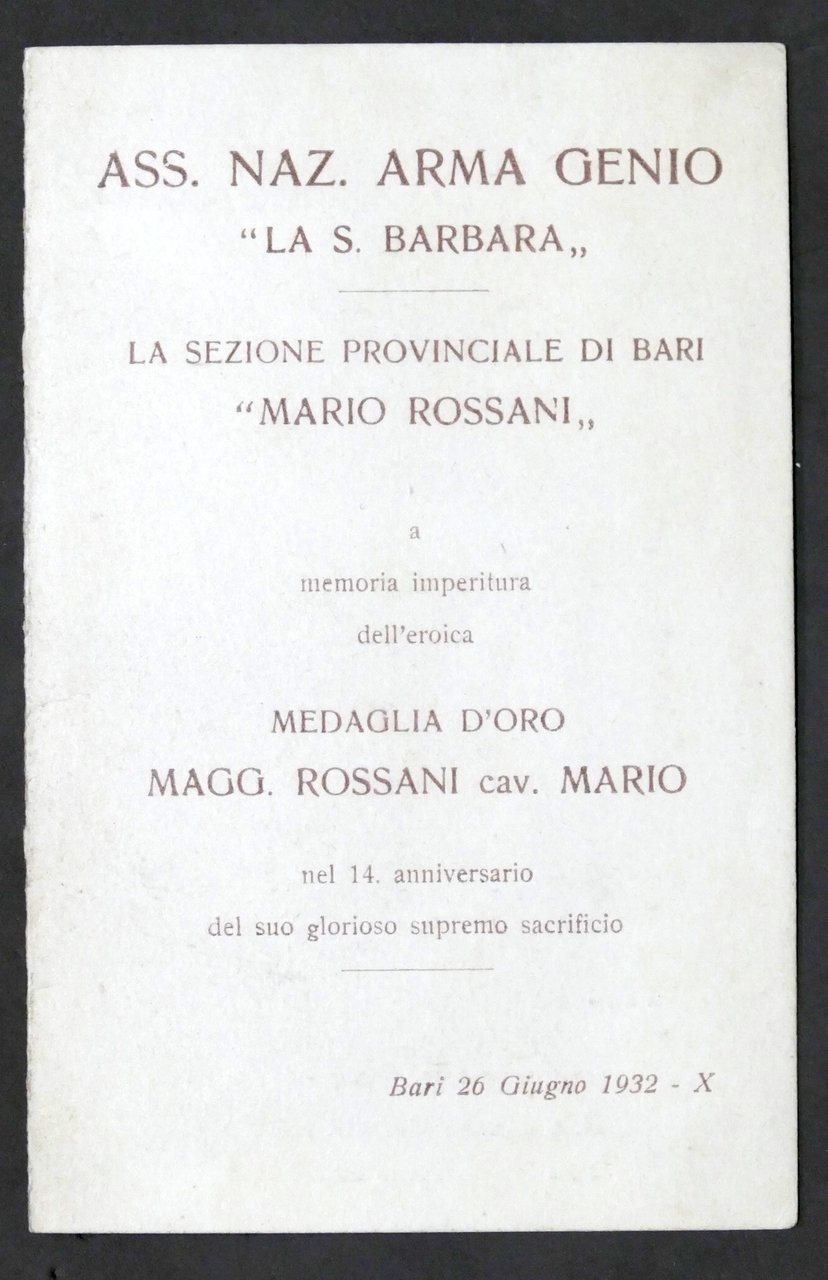 ASS. NAZ. ARMA GENIO
“LA S. BARBARA„
LA SEZIONE PROVINCIALE DI BARI
“MARIO ROSSANI„
a
memoria imperitura
dell'eroica
MEDAGLIA D'ORO
MAGG. ROSSANI cav. MARIO
nel 14. anniversario
del suo glorioso supremo sacrificio
Bari 26 Giugno 1932 - X